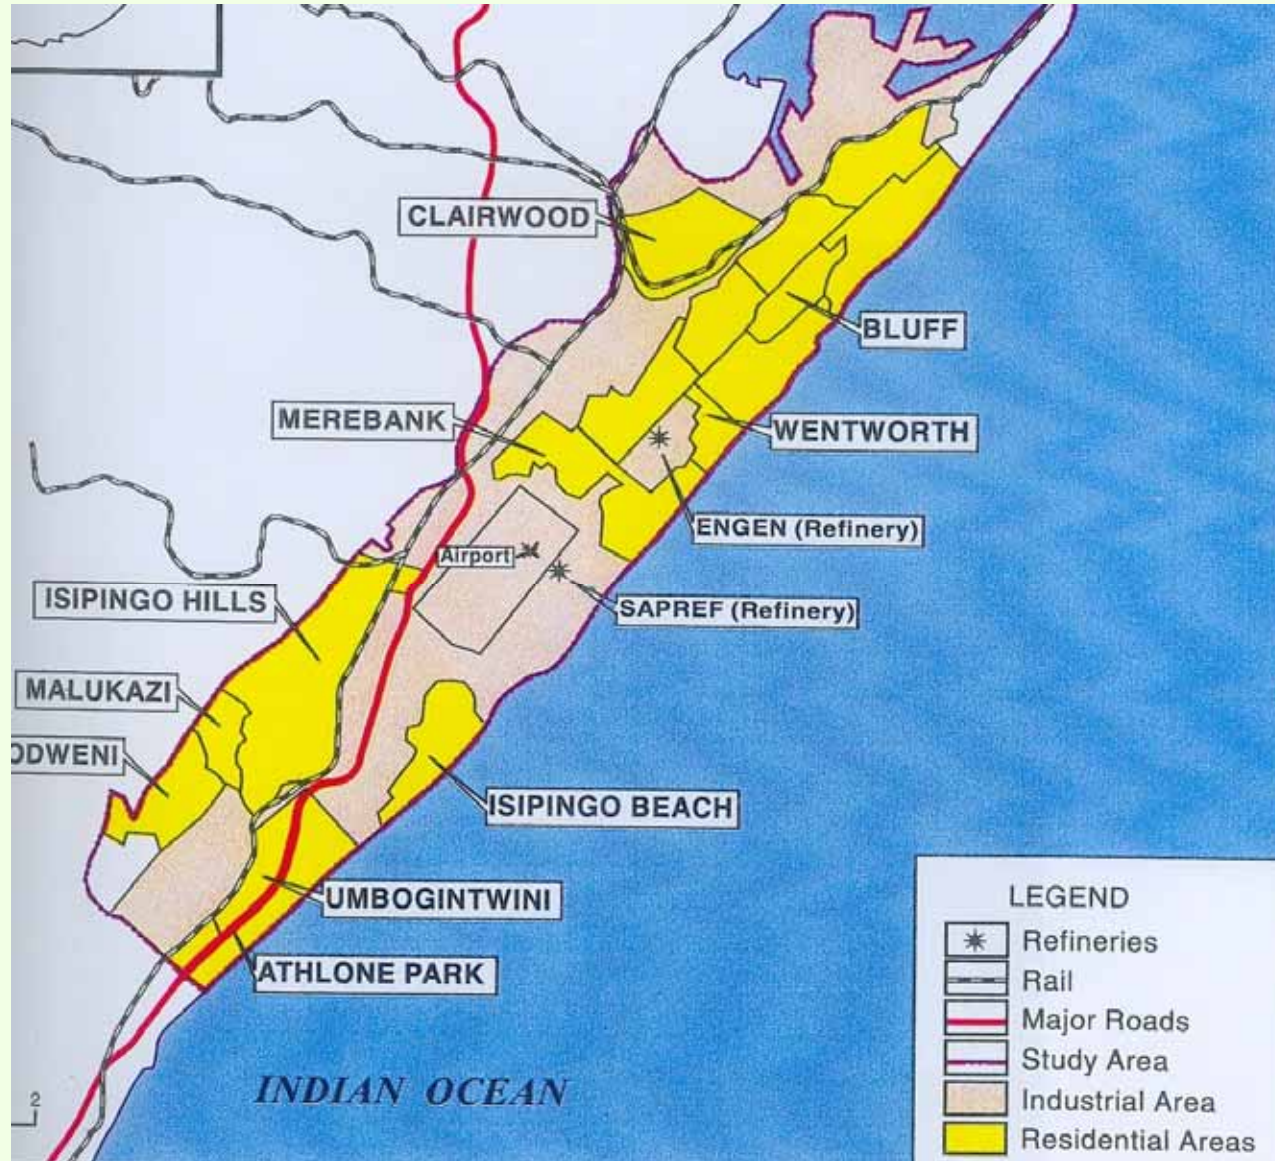 CLAIRWOOD
BLUFF
MEREBANK
WENTWORTH
ENGEN (Refinery)
Airport
ISIPINGO HILLS
SAPREF (Refinery)
MALUKAZI
ODWENI
ISIPINGO BEACH
UMBOGINTWINI
ATHLONE PARK
INDIAN OCEAN
2
LEGEND
Refineries
Rail
Major Roads
Study Area
Industrial Area
Residential Areas